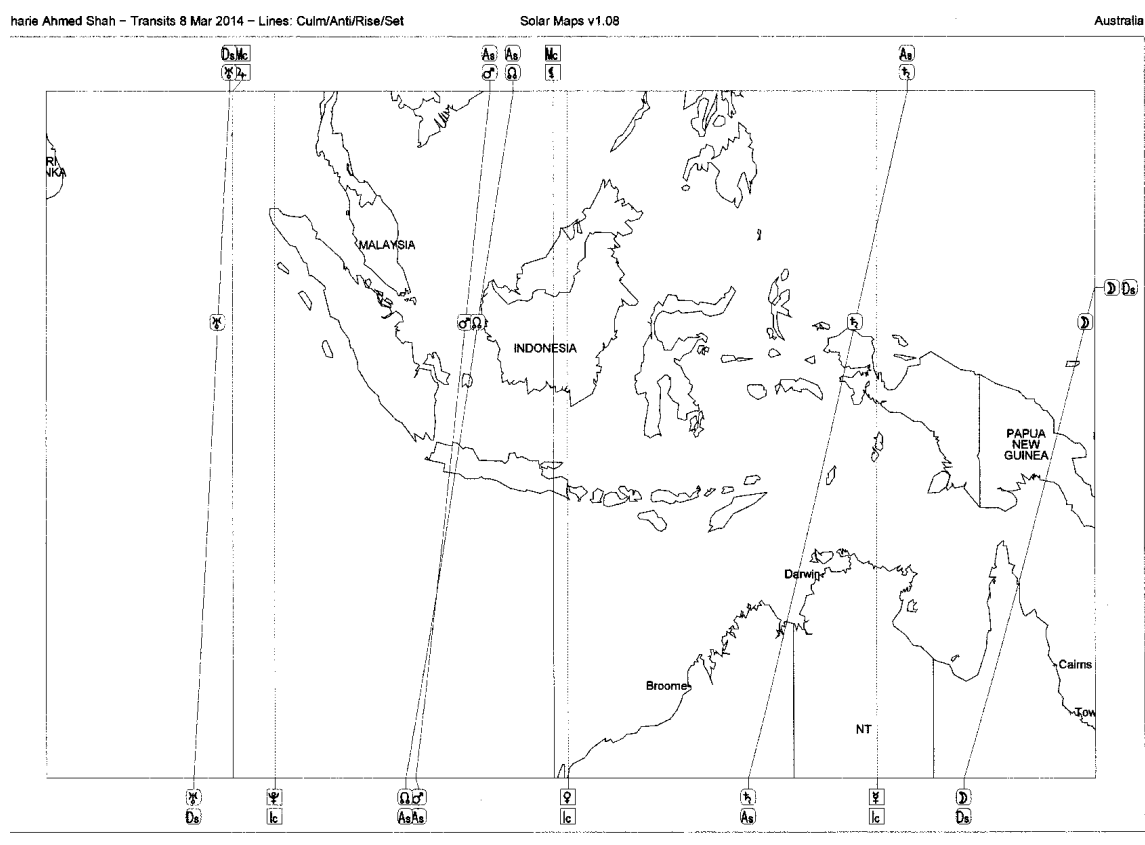 harie Ahmed Shah – Transits 8 Mar 2014 – Lines: Culm/Anti/Rise/Set
Solar Maps v1.08
Australia
Ds Mc
♅ ♃
As As
♂ ☊
Mc
⚸
As
♄
RI
NKA
MALAYSIA
☽ Ds
♅
♂ ☊
♄
☽
INDONESIA
PAPUA
NEW
GUINEA
Darwin
Cairns
Broome
Tow
NT
♅
Ds
♆
Ic
☊ ♂
As As
♀
Ic
♄
As
☿
Ic
☽
Ds